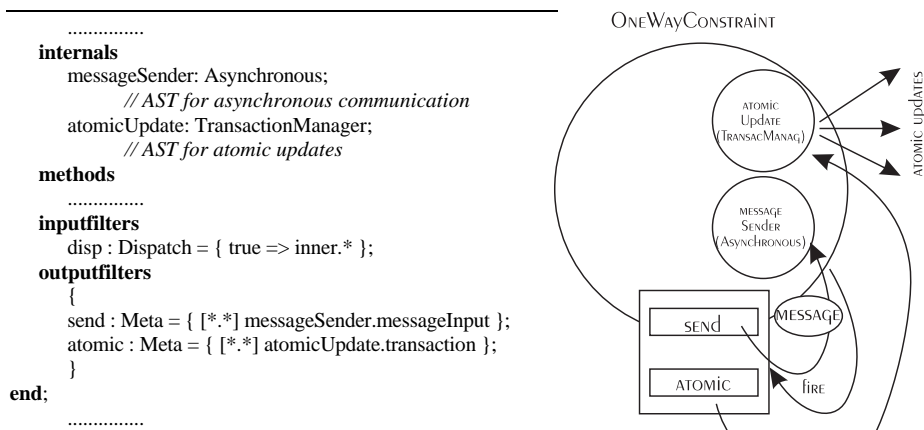 ...............
internals
messageSender: Asynchronous;
// AST for asynchronous communication
atomicUpdate: TransactionManager;
// AST for atomic updates
methods
...............
inputfilters
disp : Dispatch = { true => inner.* };
outputfilters
{
send : Meta = { [*.*] messageSender.messageInput };
atomic : Meta = { [*.*] atomicUpdate.transaction };
}
end;
...............
OneWayConstraint
atomic
Update
(TransacManag)
atomic updates
message
Sender
(Asynchronous)
message
send
fire
atomic